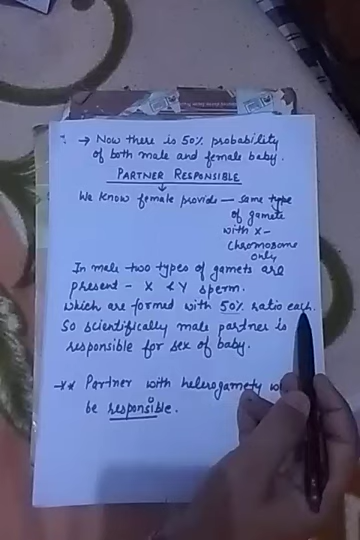 → Now there is 50% probability
of both male and female baby.
PARTNER RESPONSIBLE
We know female provide — same type
of gamete
with X-
Chromosome
only
In male two types of gamets are
present - X & Y sperm.
which are formed with 50% ratio each.
So scientifically male partner is
responsible for sex of baby.
** Partner with heterogamety
be responsible.